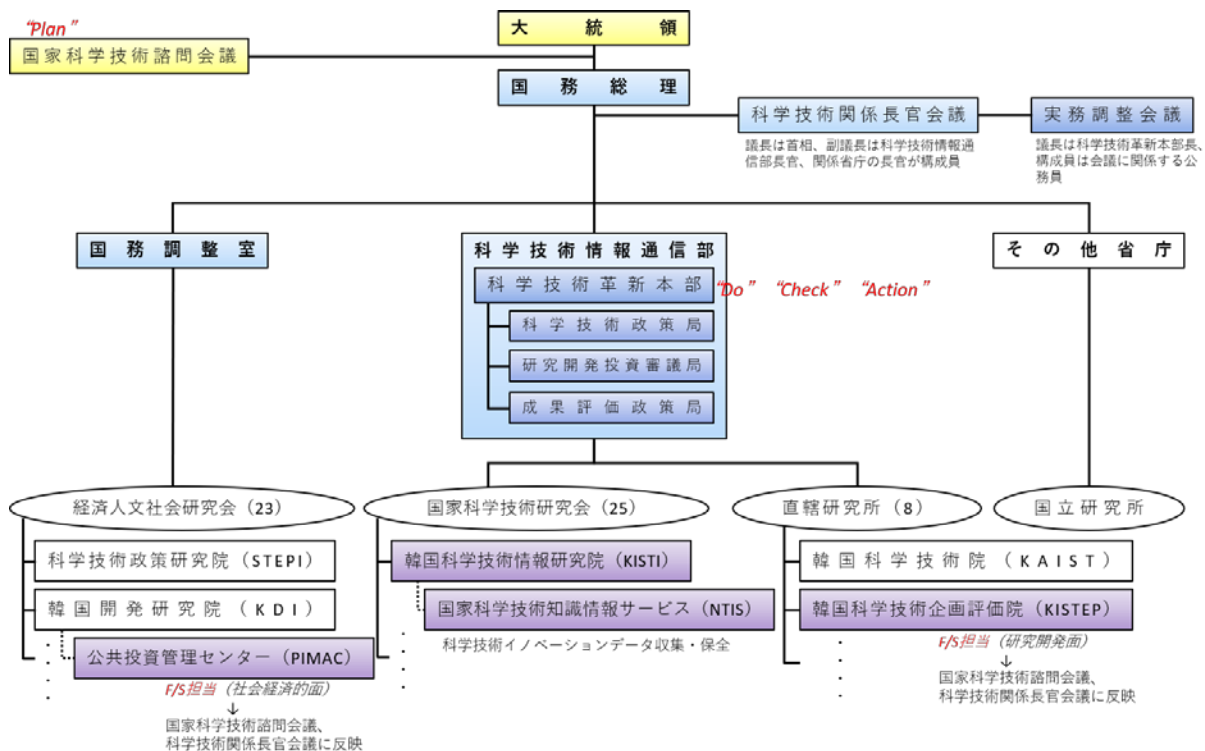 “Plan”
大統領
国家科学技術諮問会議
国務総理
科学技術関係長官会議
実務調整会議
議長は首相、副議長は科学技術情報通
信部長官、関係省庁の長官が構成員
議長は科学技術革新本部長、
構成員は会議に関係する公
務員
国務調整室
科学技術情報通信部
その他省庁
科学技術革新本部
“Do” “Check” “Action”
科学技術政策局
研究開発投資審議局
成果評価政策局
経済人文社会研究会（23）
国家科学技術研究会（25）
直轄研究所（8）
国立研究所
科学技術政策研究院（STEPI）
韓国開発研究院（KDI）
公共投資管理センター（PIMAC）
F/S担当（社会経済的面）
↓
国家科学技術諮問会議、
科学技術関係長官会議に反映
韓国科学技術情報研究院（KISTI）
国家科学技術知識情報サービス（NTIS）
科学技術イノベーションデータ収集・保全
韓国科学技術院（KAIST）
韓国科学技術企画評価院（KISTEP）
F/S担当（研究開発面）
↓
国家科学技術諮問会議、
科学技術関係長官会議に反映